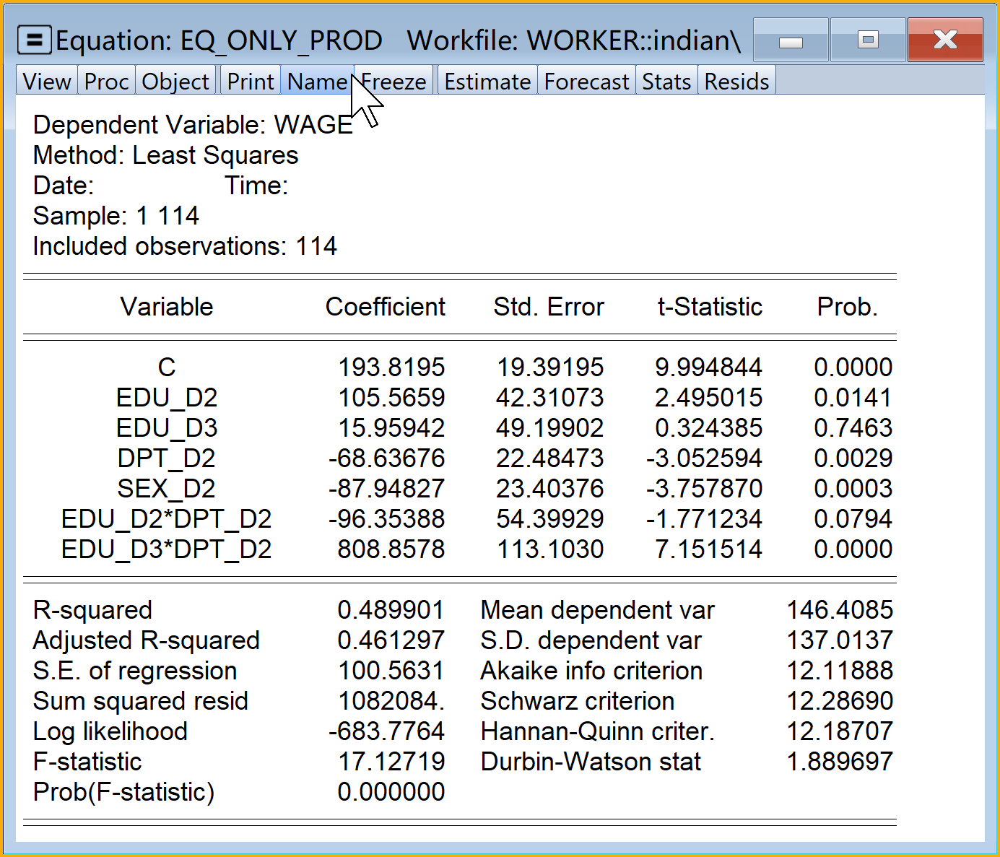 Equation: EQ_ONLY_PROD Workfile: WORKER::indian\
View Proc Object Print Name Freeze Estimate Forecast Stats Resids
Dependent Variable: WAGE
Method: Least Squares
Date: Time:
Sample: 1 114
Included observations: 114
Variable Coefficient Std. Error t-Statistic Prob.
C 193.8195 19.39195 9.994844 0.0000
EDU_D2 105.5659 42.31073 2.495015 0.0141
EDU_D3 15.95942 49.19902 0.324385 0.7463
DPT_D2 -68.63676 22.48473 -3.052594 0.0029
SEX_D2 -87.94827 23.40376 -3.757870 0.0003
EDU_D2*DPT_D2 -96.35388 54.39929 -1.771234 0.0794
EDU_D3*DPT_D2 808.8578 113.1030 7.151514 0.0000
R-squared 0.489901 Mean dependent var 146.4085
Adjusted R-squared 0.461297 S.D. dependent var 137.0137
S.E. of regression 100.5631 Akaike info criterion 12.11888
Sum squared resid 1082084. Schwarz criterion 12.28690
Log likelihood -683.7764 Hannan-Quinn criter. 12.18707
F-statistic 17.12719 Durbin-Watson stat 1.889697
Prob(F-statistic) 0.000000